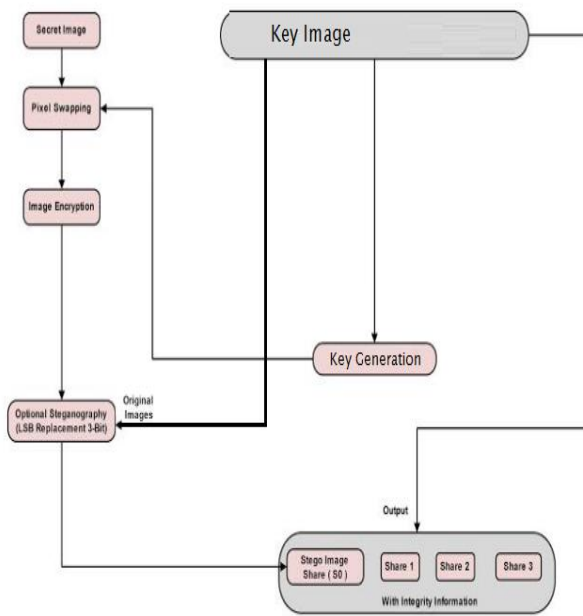 Secret Image
Key Image
Pixel Swapping
Image Encryption
Key Generation
Original
Images
Optional Steganography
(LSB Replacement 3-Bit)
Output
Stego Image
Share ( S0 )
Share 1
Share 2
Share 3
With Integrity Information